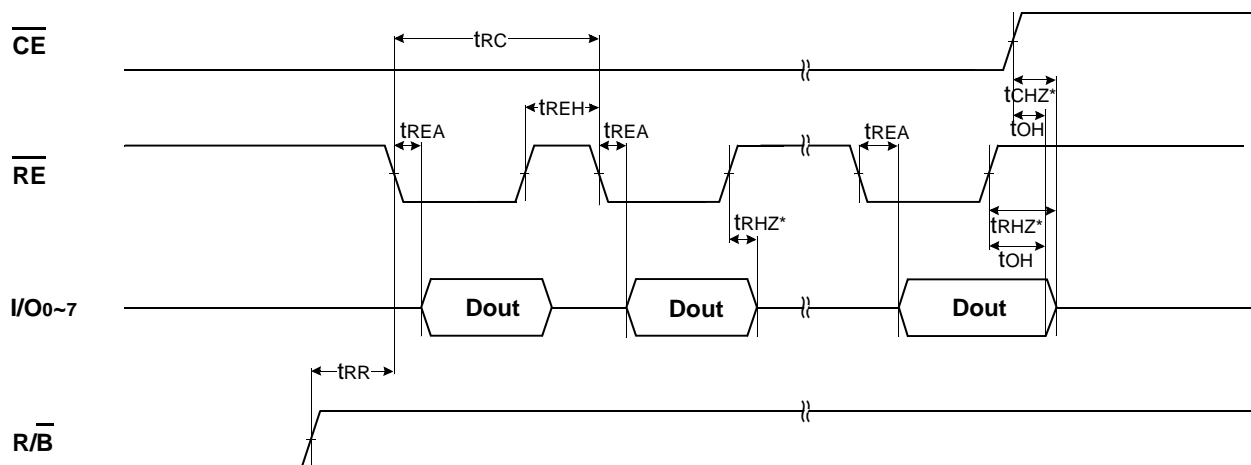 CE
tRC
tCHZ*
tREH
tOH
tREA
tREA
tREA
RE
tRHZ*
tRHZ*
tOH
I/O0~7
Dout
Dout
Dout
tRR
R/B